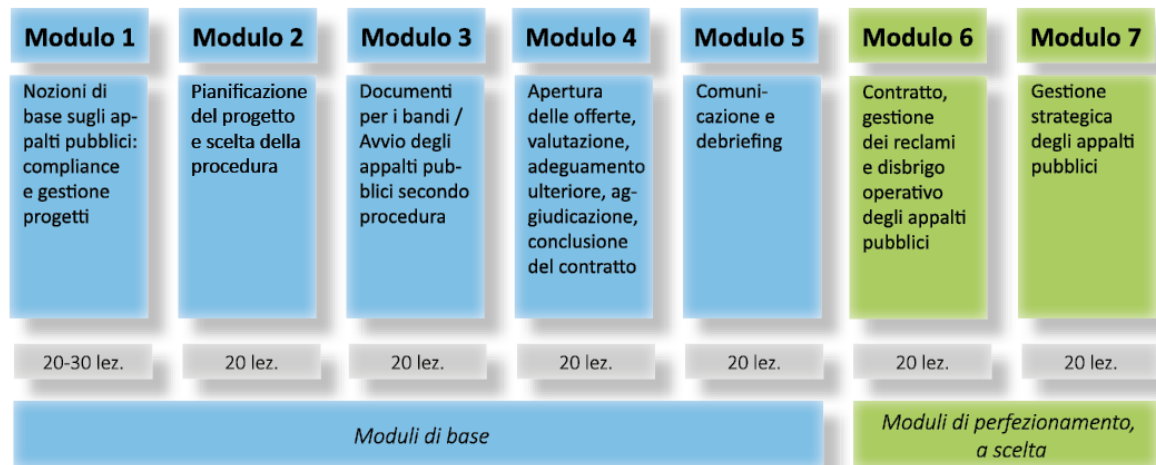 Modulo 1
Nozioni di
base sugli ap-
palti pubblici:
compliance
e gestione
progetti
20-30 lez.
Modulo 2
Pianificazione
del progetto
e scelta della
procedura
20 lez.
Modulo 3
Documenti
per i bandi /
Avvio degli
appalti pub-
blici secondo
procedura
20 lez.
Modulo 4
Apertura
delle offerte,
valutazione,
adeguamento
ulteriore, ag-
giudicazione,
conclusione
del contratto
20 lez.
Modulo 5
Comuni-
cazione e
debriefing
20 lez.
Modulo 6
Contratto,
gestione
dei reclami
e disbrigo
operativo
degli appalti
pubblici
20 lez.
Modulo 7
Gestione
strategica
degli appalti
pubblici
20 lez.
Moduli di base
Moduli di perfezionamento,
a scelta